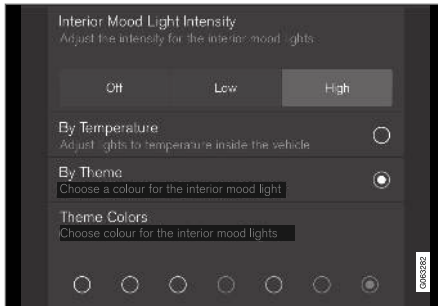 Interior Mood Light Intensity
Adjust the intensity for the interior mood lights
Off Low High
By Temperature
Adjust lights to temperature inside the vehicle
By Theme
Choose a colour for the interior mood light
Theme Colors
Choose colour for the interior mood lights
G063282